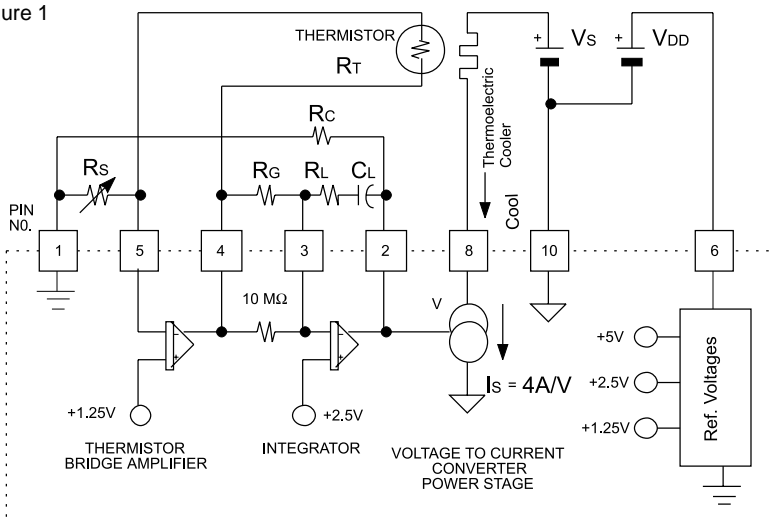 ure 1
THERMISTOR
RT
VS
VDD
RC
Thermoelectric
Cooler
RS
RG
RL
CL
PIN
N0.
Cool
1
5
4
3
2
8
10
6
10 MΩ
V
IS = 4A/V
+5V
+2.5V
+1.25V
Ref. Voltages
+1.25V
+2.5V
THERMISTOR
BRIDGE AMPLIFIER
INTEGRATOR
VOLTAGE TO CURRENT
CONVERTER
POWER STAGE